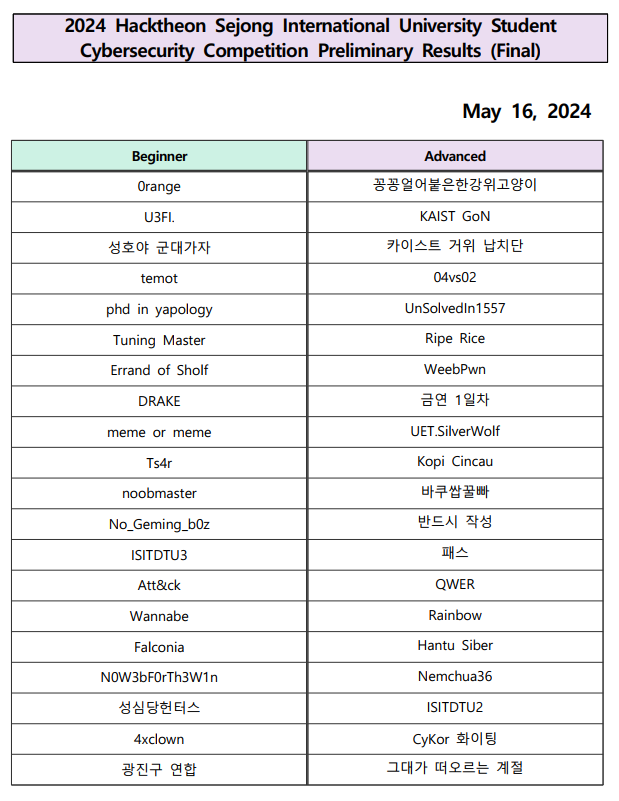 2024 Hacktheon Sejong International University Student
Cybersecurity Competition Preliminary Results (Final)
May 16, 2024
Beginner Advanced
0range 꽁꽁얼어붙은한강위고양이
U3FI. KAIST GoN
성호야 군대가자 카이스트 거위 납치단
temot 04vs02
phd in yapology UnSolvedIn1557
Tuning Master Ripe Rice
Errand of Sholf WeebPwn
DRAKE 금연 1일차
meme or meme UET.SilverWolf
Ts4r Kopi Cincau
noobmaster 바쿠쌉꿀빠
No_Geming_b0z 반드시 작성
ISITDTU3 패스
Att&ck QWER
Wannabe Rainbow
Falconia Hantu Siber
N0W3bF0rTh3W1n Nemchua36
성심당헌터스 ISITDTU2
4xclown CyKor 화이팅
광진구 연합 그대가 떠오르는 계절